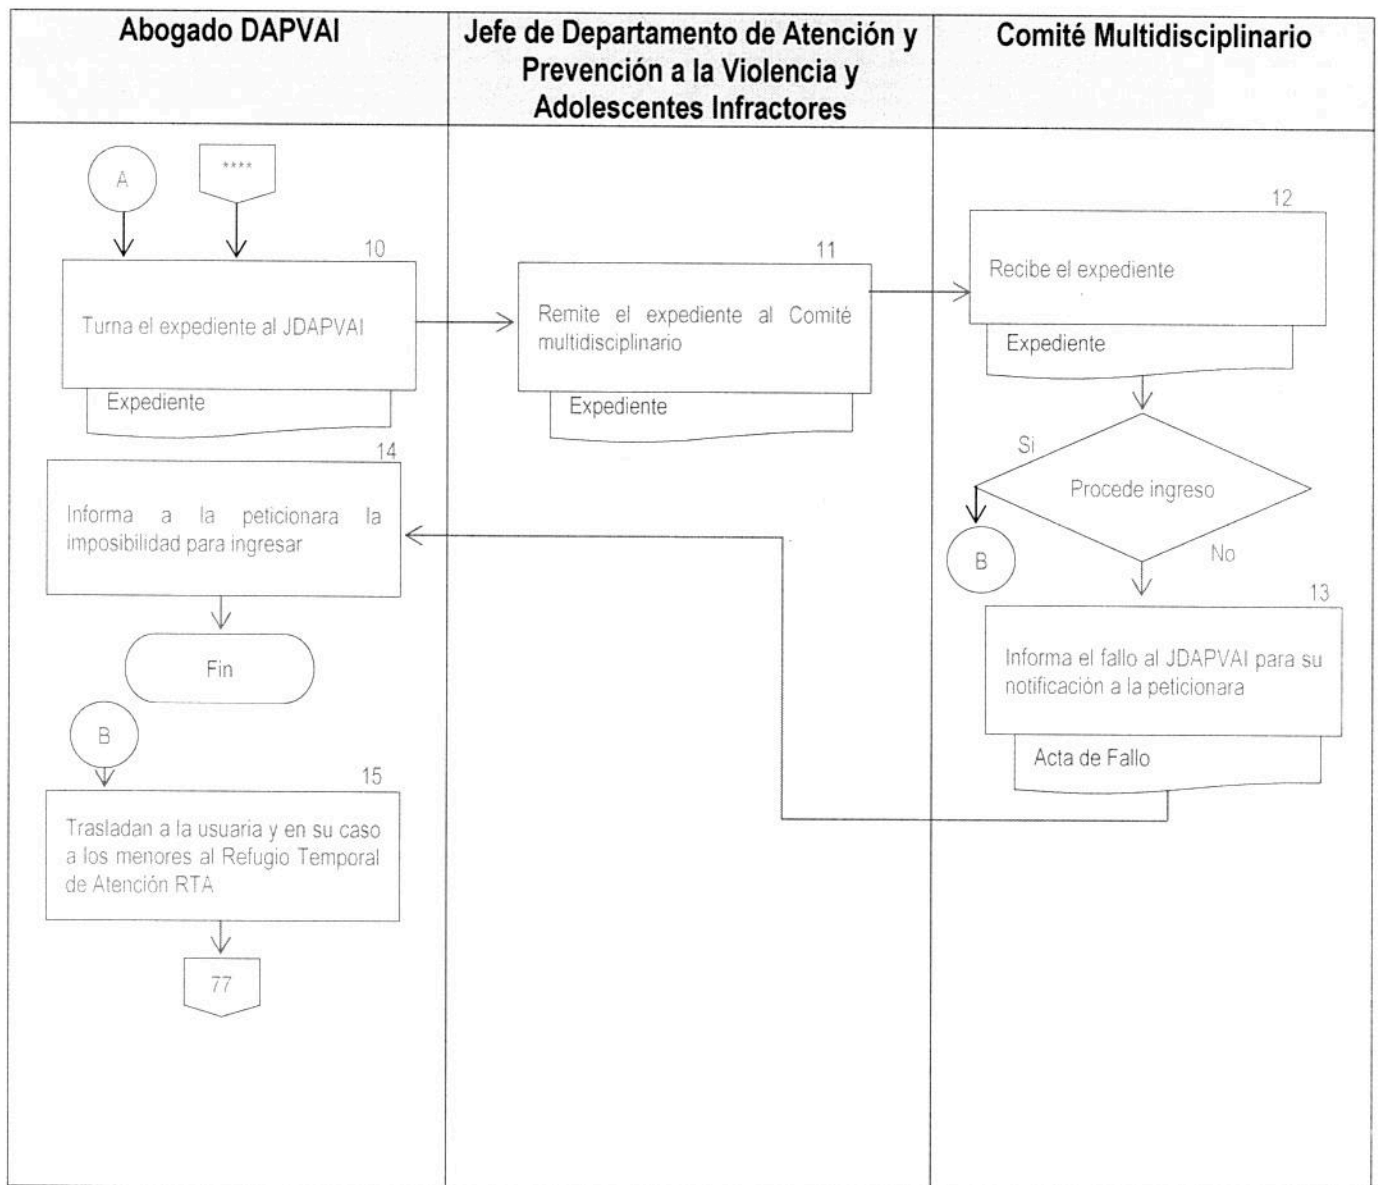 Abogado DAPVAI
Jefe de Departamento de Atención y
Prevención a la Violencia y
Adolescentes Infractores
Comité Multidisciplinario
A
****
10
Turna el expediente al JDAPVAI
Expediente
11
Remite el expediente al Comité
multidisciplinario
Expediente
12
Recibe el expediente
Expediente
Si
Procede ingreso
B
No
13
Informa el fallo al JDAPVAI para su
notificación a la peticionara
Acta de Fallo
14
Informa a la peticionara la
imposibilidad para ingresar
Fin
B
15
Trasladan a la usuaria y en su caso
a los menores al Refugio Temporal
de Atención RTA
77